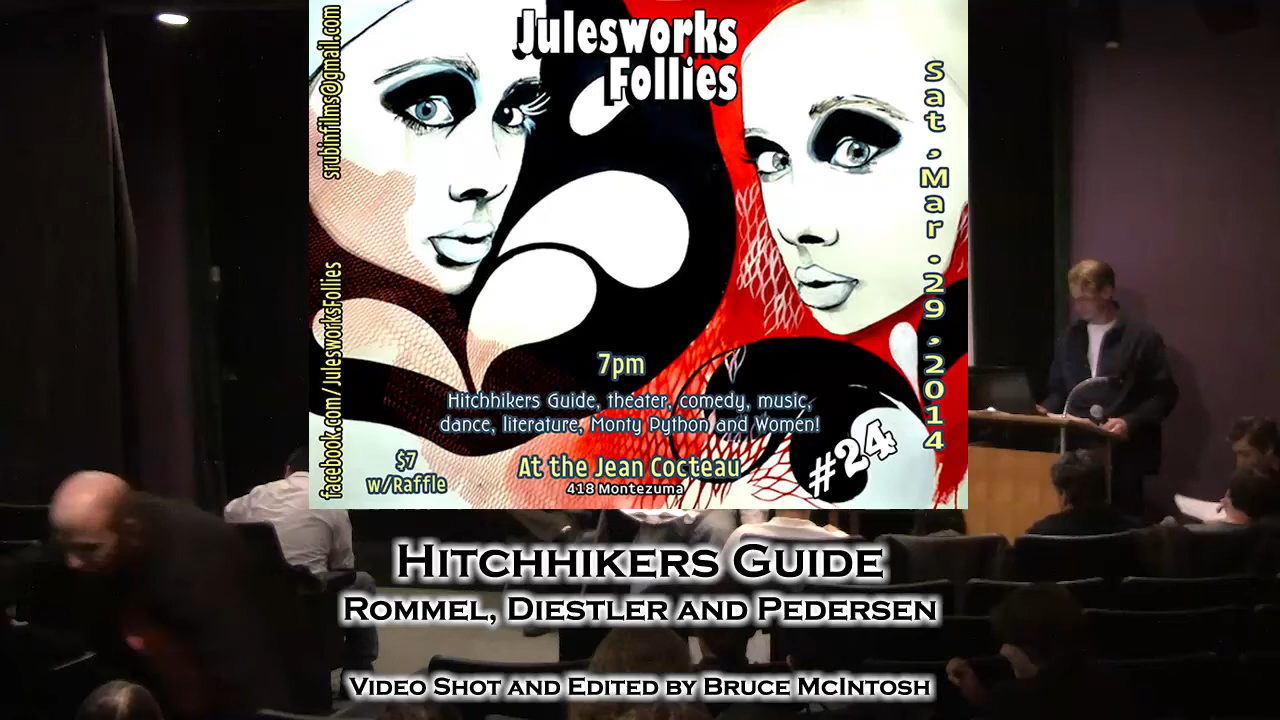 Julesworks
Follies
srubinfilms@gmail.com
facebook.com/JulesworksFollies
Sat, Mar. 29, 2014
7pm
Hitchhikers Guide, theater, comedy, music,
dance, literature, Monty Python and Women!
$7
w/Raffle
At the Jean Cocteau
418 Montezuma
#24
Hitchhikers Guide
Rommel, Diestler and Pedersen
Video Shot and Edited by Bruce McIntosh